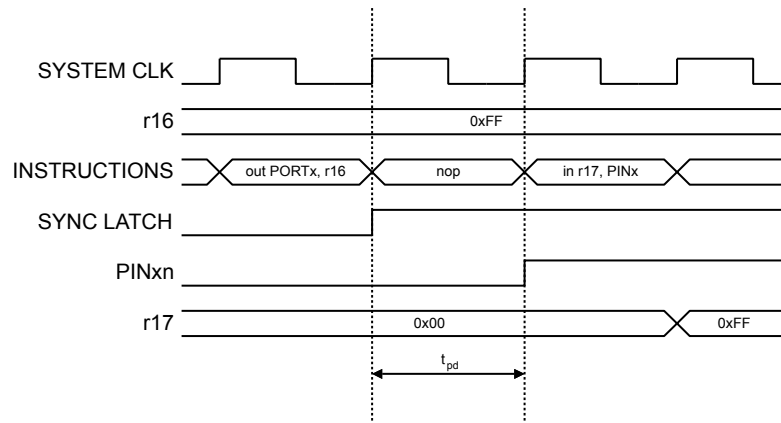 SYSTEM CLK
r16
0xFF
INSTRUCTIONS
out PORTx, r16
nop
in r17, PINx
SYNC LATCH
PINxn
r17
0x00
0xFF
tpd